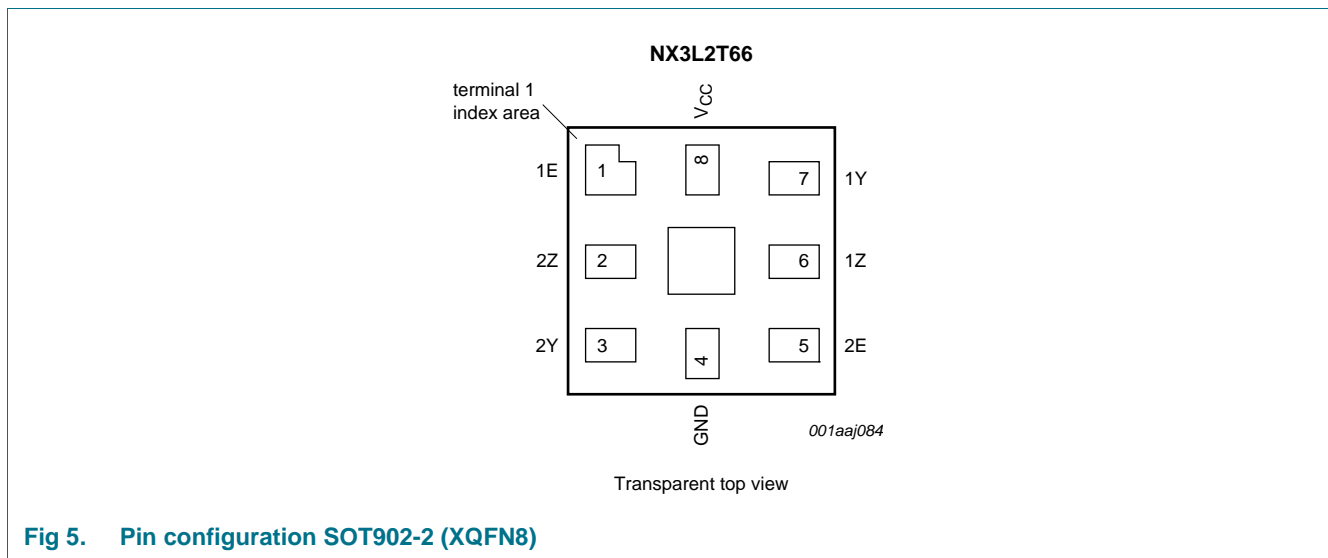 NX3L2T66
terminal 1
index area
VCC
1E
1
8
7
1Y
2Z
2
6
1Z
2Y
3
4
5
2E
GND
001aaj084
Transparent top view
Fig 5. Pin configuration SOT902-2 (XQFN8)